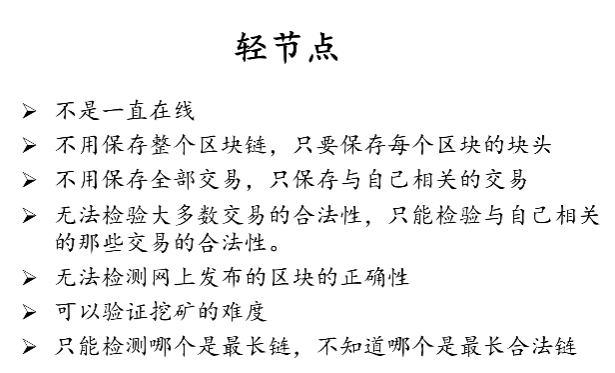 轻节点
➢ 不是一直在线
➢ 不用保存整个区块链，只要保存每个区块的块头
➢ 不用保存全部交易，只保存与自己相关的交易
➢ 无法检验大多数交易的合法性，只能检验与自己相关
的那些交易的合法性。
➢ 无法检测网上发布的区块的正确性
➢ 可以验证挖矿的难度
➢ 只能检测哪个是最长链，不知道哪个是最长合法链